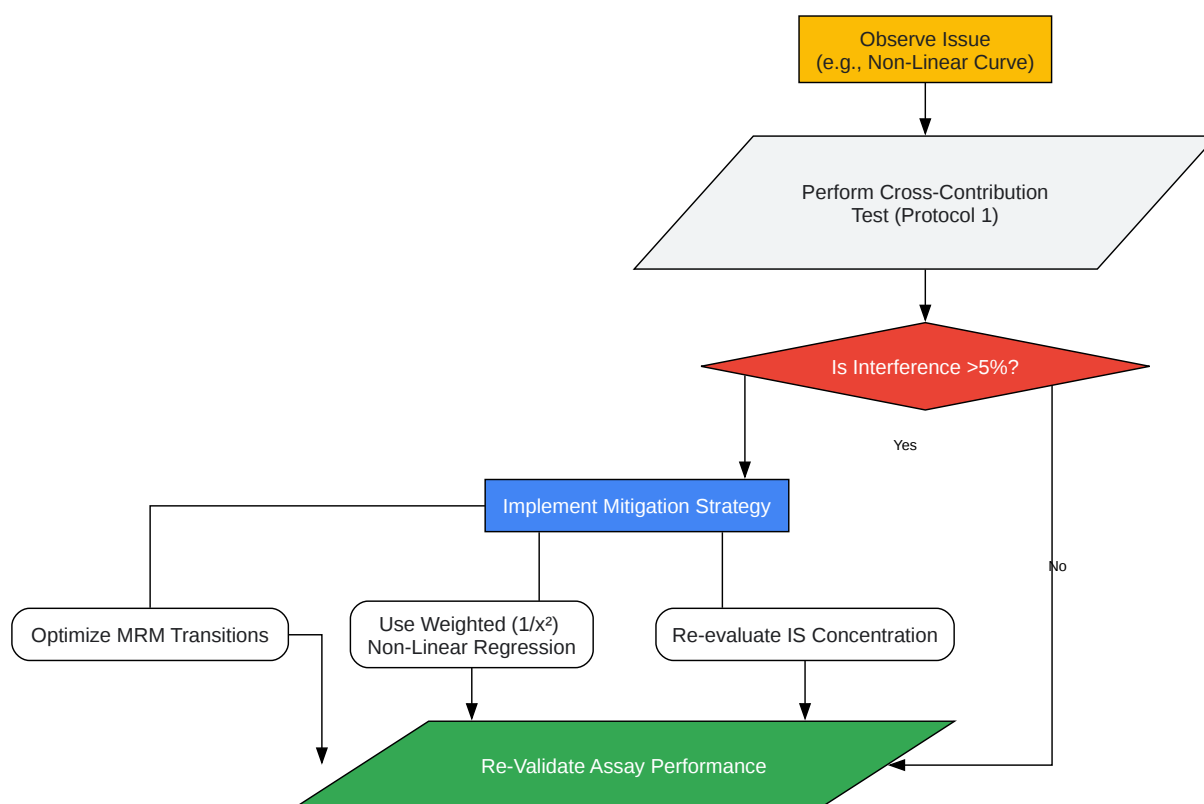 Observe Issue
(e.g., Non-Linear Curve)
Perform Cross-Contribution
Test (Protocol 1)
Is Interference >5%?
Yes
Implement Mitigation Strategy
No
Optimize MRM Transitions
Use Weighted (1/x²)
Non-Linear Regression
Re-evaluate IS Concentration
Re-Validate Assay Performance